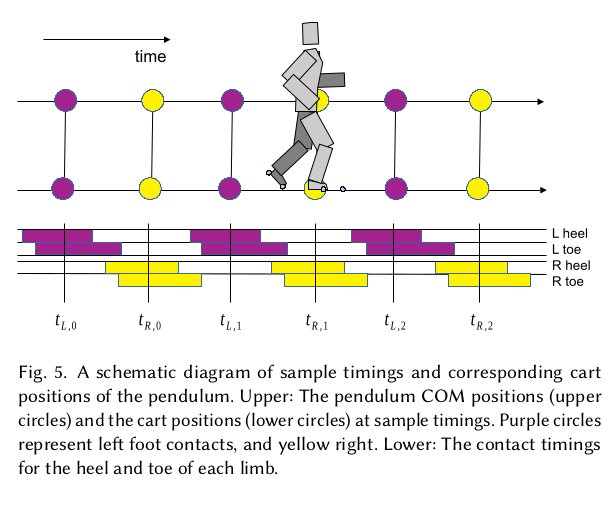 time
L heel
L toe
R heel
R toe
t_{L,0} t_{R,0} t_{L,1} t_{R,1} t_{L,2} t_{R,2}
Fig. 5. A schematic diagram of sample timings and corresponding cart
positions of the pendulum. Upper: The pendulum COM positions (upper
circles) and the cart positions (lower circles) at sample timings. Purple circles
represent left foot contacts, and yellow right. Lower: The contact timings
for the heel and toe of each limb.